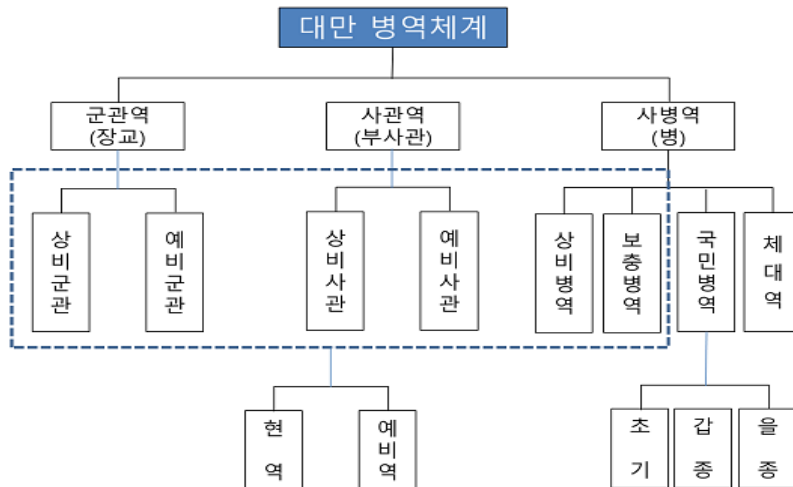 대만 병역체계
군관역
(장교)
사관역
(부사관)
사병역
(병)
상비군관
예비군관
상비사관
예비사관
상비병역
보충병역
국민병역
체대역
현역
예비역
초기
갑종
을종